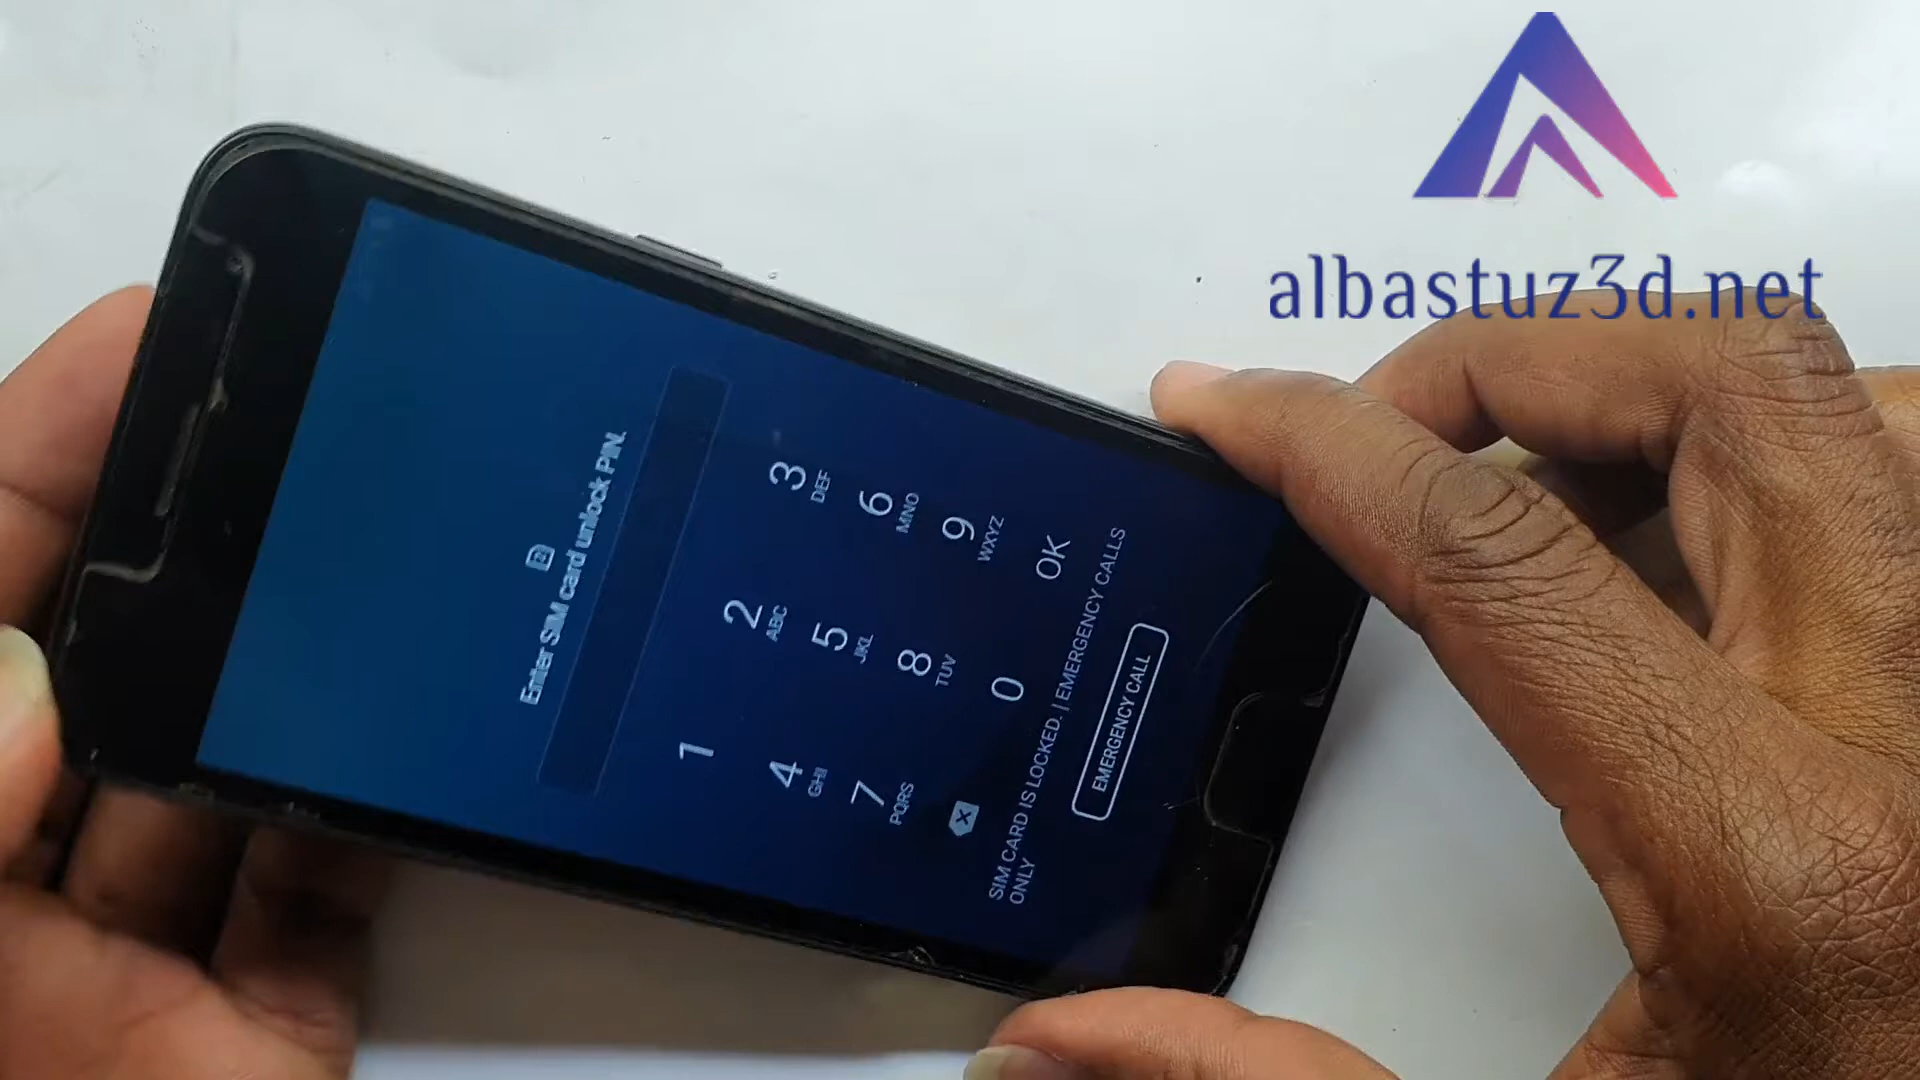 albastuz3d.net
Enter SIM card unlock PIN.
1
2 ABC
3 DEF
4 GHI
5 JKL
6 MNO
7 PQRS
8 TUV
9 WXYZ
0
OK
SIM CARD IS LOCKED. | EMERGENCY CALLS
ONLY
EMERGENCY CALL